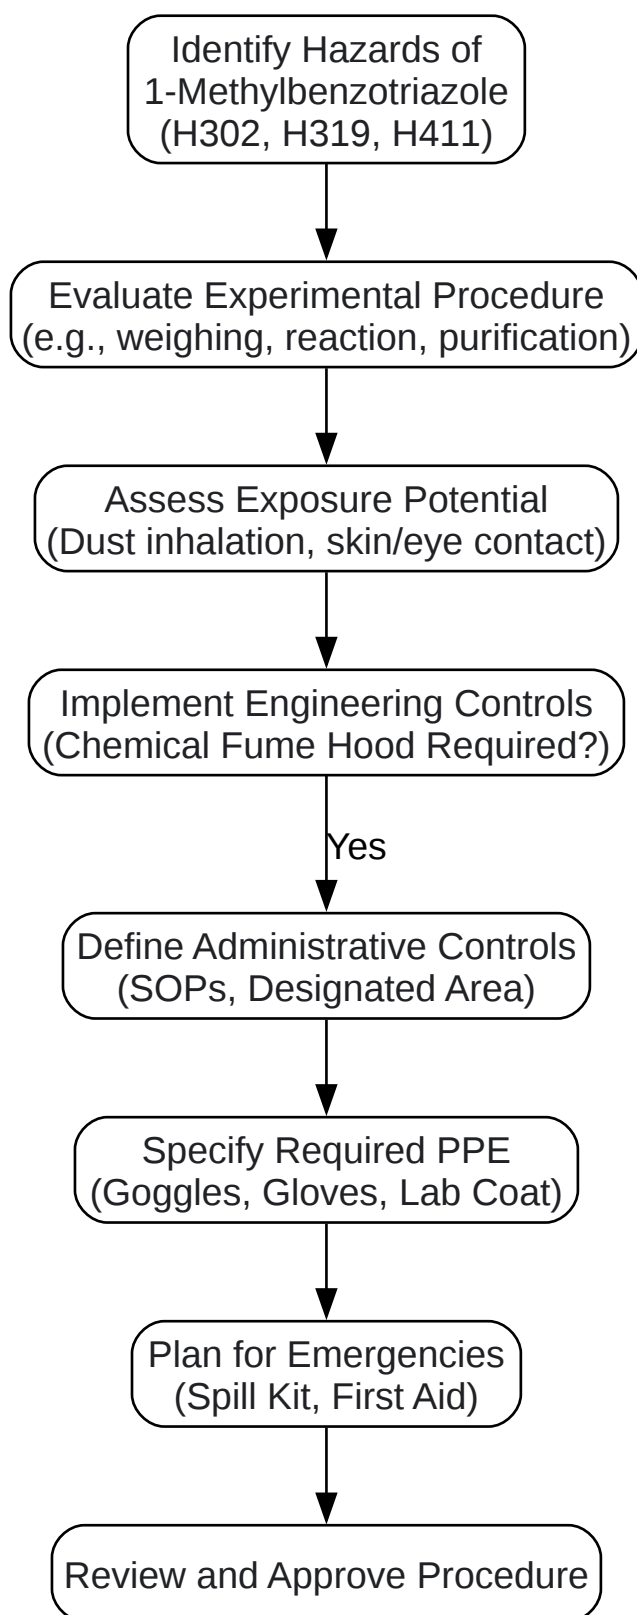 Identify Hazards of
1-Methylbenzotriazole
(H302, H319, H411)
Evaluate Experimental Procedure
(e.g., weighing, reaction, purification)
Assess Exposure Potential
(Dust inhalation, skin/eye contact)
Implement Engineering Controls
(Chemical Fume Hood Required?)
Yes
Define Administrative Controls
(SOPs, Designated Area)
Specify Required PPE
(Goggles, Gloves, Lab Coat)
Plan for Emergencies
(Spill Kit, First Aid)
Review and Approve Procedure